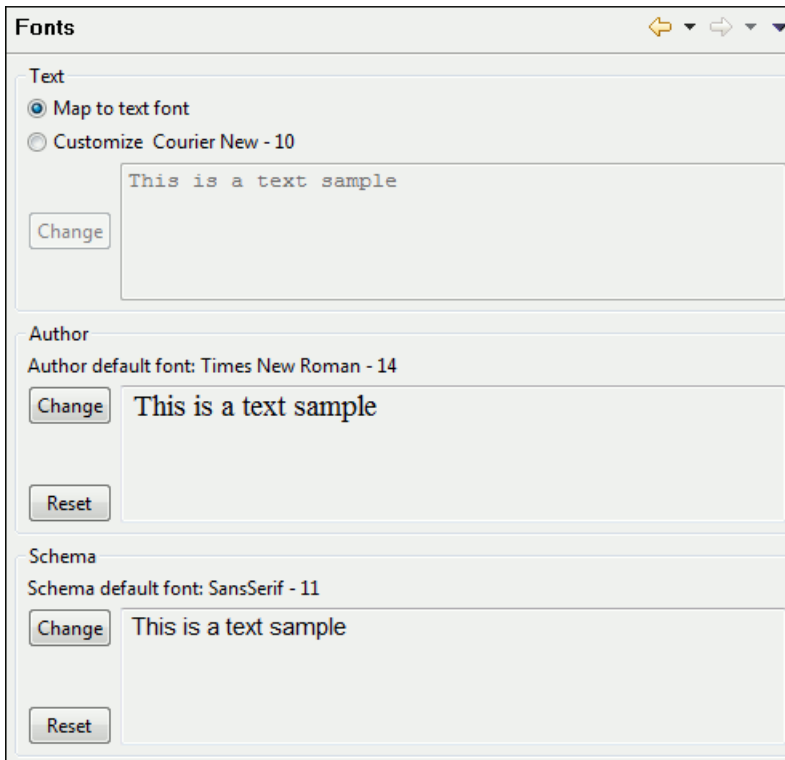 Fonts
Text
Map to text font
Customize Courier New - 10
This is a text sample
Change
Author
Author default font: Times New Roman - 14
Change
This is a text sample
Reset
Schema
Schema default font: SansSerif - 11
Change
This is a text sample
Reset